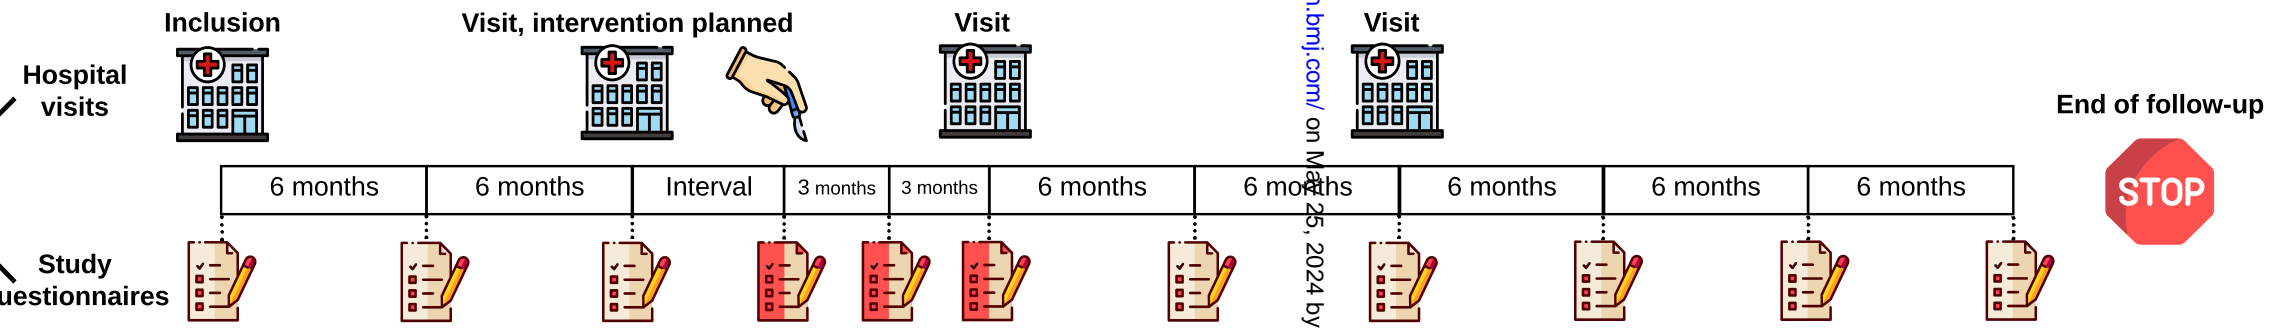 Inclusion
Visit, intervention planned
Visit
Visit
Hospital
visits
End of follow-up
STOP
6 months
6 months
Interval
3 months
3 months
6 months
6 months
6 months
6 months
6 months
Study
uestionnaires
.bmj.com/ on May 25, 2024 by